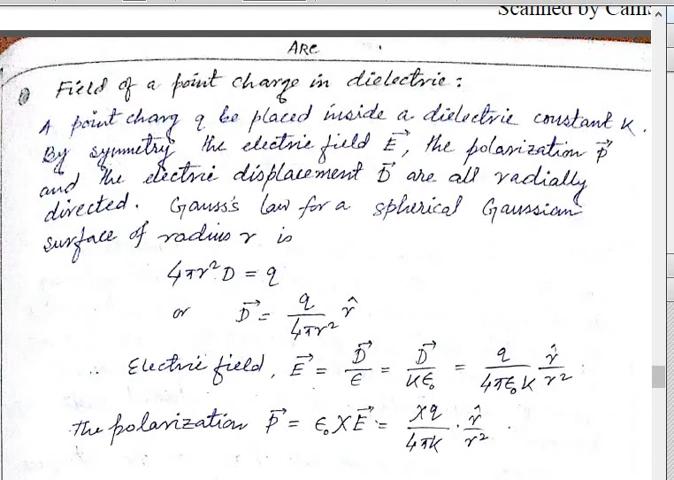 Scanned by Cams
ARC
Field of a point charge in dielectric :
A point charg q be placed inside a dielectric constant K.
By symmetry the electric field E⃗, the polarization P⃗
and the electric displacement D⃗ are all radially
directed. Gauss's law for a spherical Gaussian
surface of radius r is
4πr²D = q
or D⃗ = q/4πr² r̂
∴ Electric field, E⃗ = D⃗/ϵ = D⃗/Kϵ₀ = q/4πϵ₀K r̂/r²
The polarization P⃗ = ϵ₀χE⃗ = χq/4πK · r̂/r².